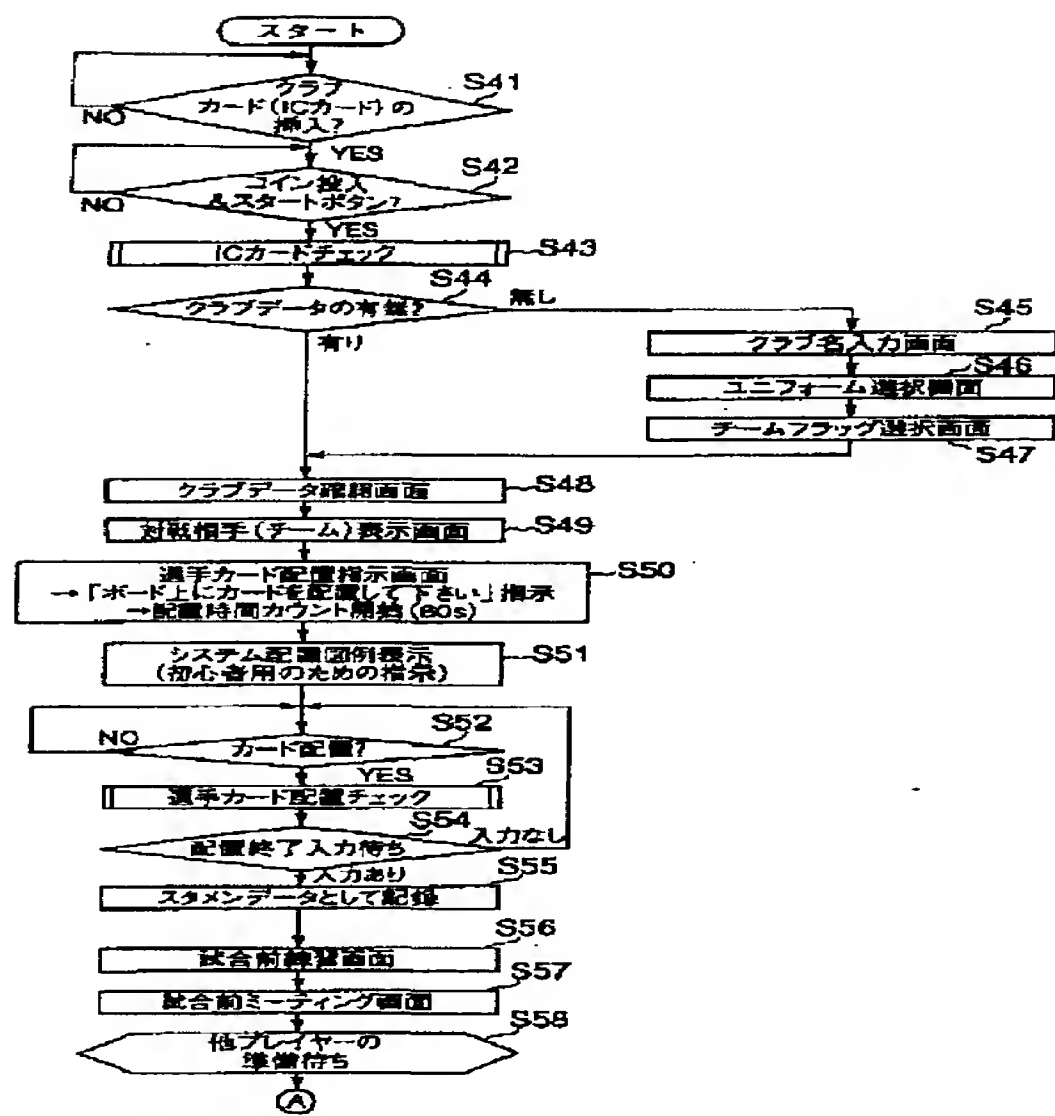 スタート
クラブ
カード(ICカード)の
挿入?
S41
NO
YES
コイン投入
&スタートボタン?
S42
NO
YES
ICカードチェック
S43
クラブデータの有無?
S44
無し
有り
クラブ名入力画面
S45
ユニフォーム選択画面
S46
チームフラッグ選択画面
S47
クラブデータ確認画面
S48
対戦相手(チーム)表示画面
S49
選手カード配置指示画面
→「ボード上にカードを配置して下さい」指示
→配置時間カウント開始(60s)
S50
システム配置図例表示
(初心者用のための指示)
S51
カード配置?
S52
NO
YES
選手カード配置チェック
S53
配置終了入力待ち
S54
入力なし
入力あり
スタメンデータとして記録
S55
試合前練習画面
S56
試合前ミーティング画面
S57
他プレイヤーの
準備待ち
S58
A